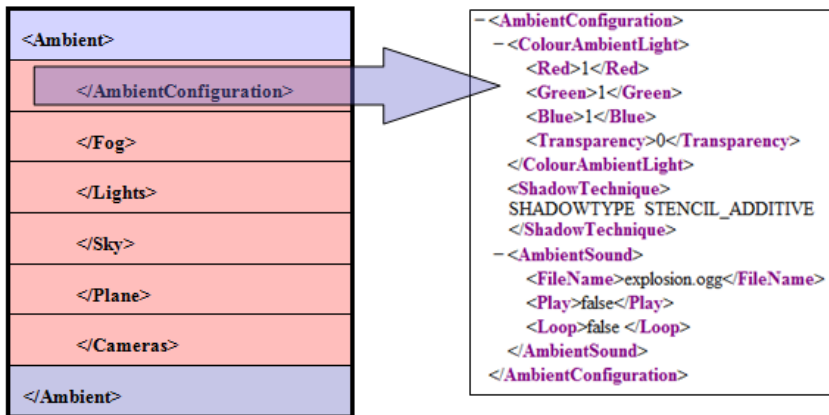 <Ambient>
</AmbientConfiguration>
</Fog>
</Lights>
</Sky>
</Plane>
</Cameras>
</Ambient>
− <AmbientConfiguration>
− <ColourAmbientLight>
<Red>1</Red>
<Green>1</Green>
<Blue>1</Blue>
<Transparency>0</Transparency>
</ColourAmbientLight>
<ShadowTechnique>
SHADOWTYPE STENCIL_ADDITIVE
</ShadowTechnique>
− <AmbientSound>
<FileName>explosion.ogg</FileName>
<Play>false</Play>
<Loop>false </Loop>
</AmbientSound>
</AmbientConfiguration>